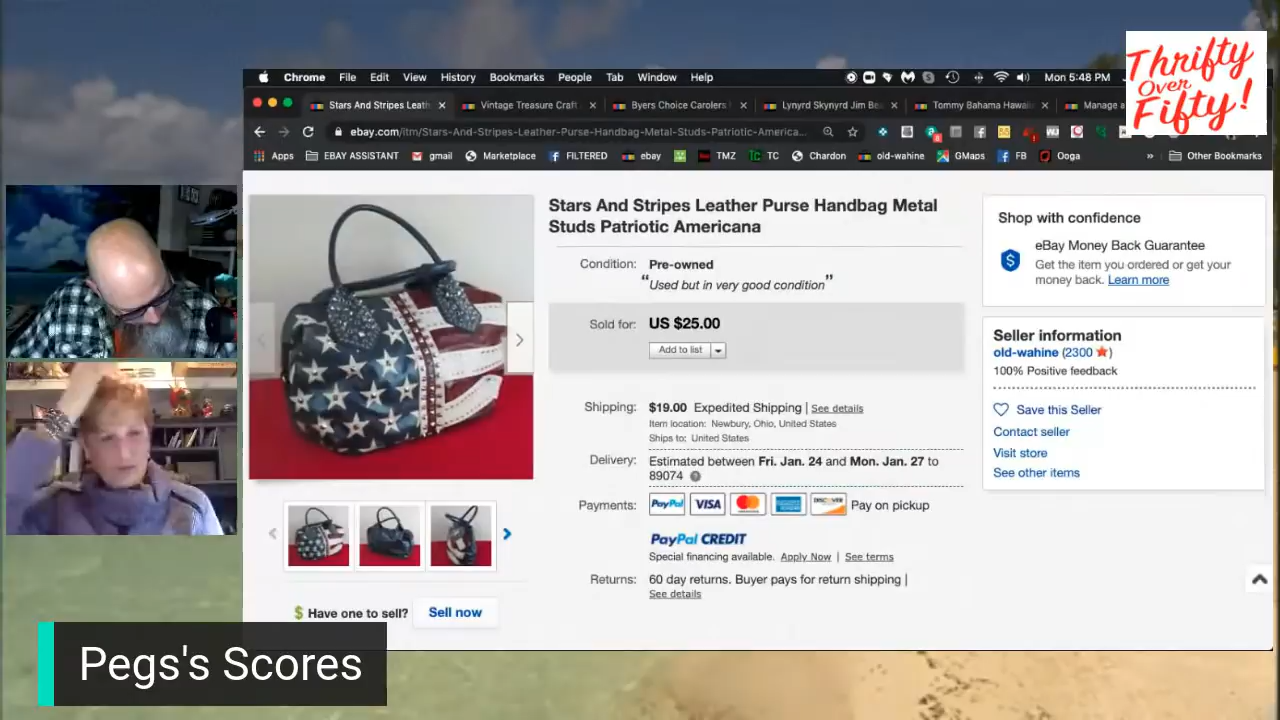 Thrifty
Over
Fifty!
Chrome File Edit View History Bookmarks People Tab Window Help
Mon 5:48 PM
Stars And Stripes Leath
Vintage Treasure Craft
Byers Choice Carolers
Lynyrd Skynyrd Jim Be
Tommy Bahama Hawaii
Manage a
ebay.com/itm/Stars-And-Stripes-Leather-Purse-Handbag-Metal-Studs-Patriotic-America...
Apps EBAY ASSISTANT gmail Marketplace FILTERED ebay TMZ TC Chardon old-wahine GMaps FB Ooga » Other Bookmarks
Stars And Stripes Leather Purse Handbag Metal
Studs Patriotic Americana
Condition: Pre-owned
“Used but in very good condition”
Sold for: US $25.00
Add to list
Shipping: $19.00 Expedited Shipping | See details
Item location: Newbury, Ohio, United States
Ships to: United States
Delivery: Estimated between Fri. Jan. 24 and Mon. Jan. 27 to
89074
Payments: PayPal VISA mastercard DISCOVER Pay on pickup
PayPal CREDIT
Special financing available. Apply Now | See terms
Returns: 60 day returns. Buyer pays for return shipping |
See details
Shop with confidence
eBay Money Back Guarantee
Get the item you ordered or get your
money back. Learn more
Seller information
old-wahine (2300)
100% Positive feedback
Save this Seller
Contact seller
Visit store
See other items
$ Have one to sell? Sell now
Pegs's Scores